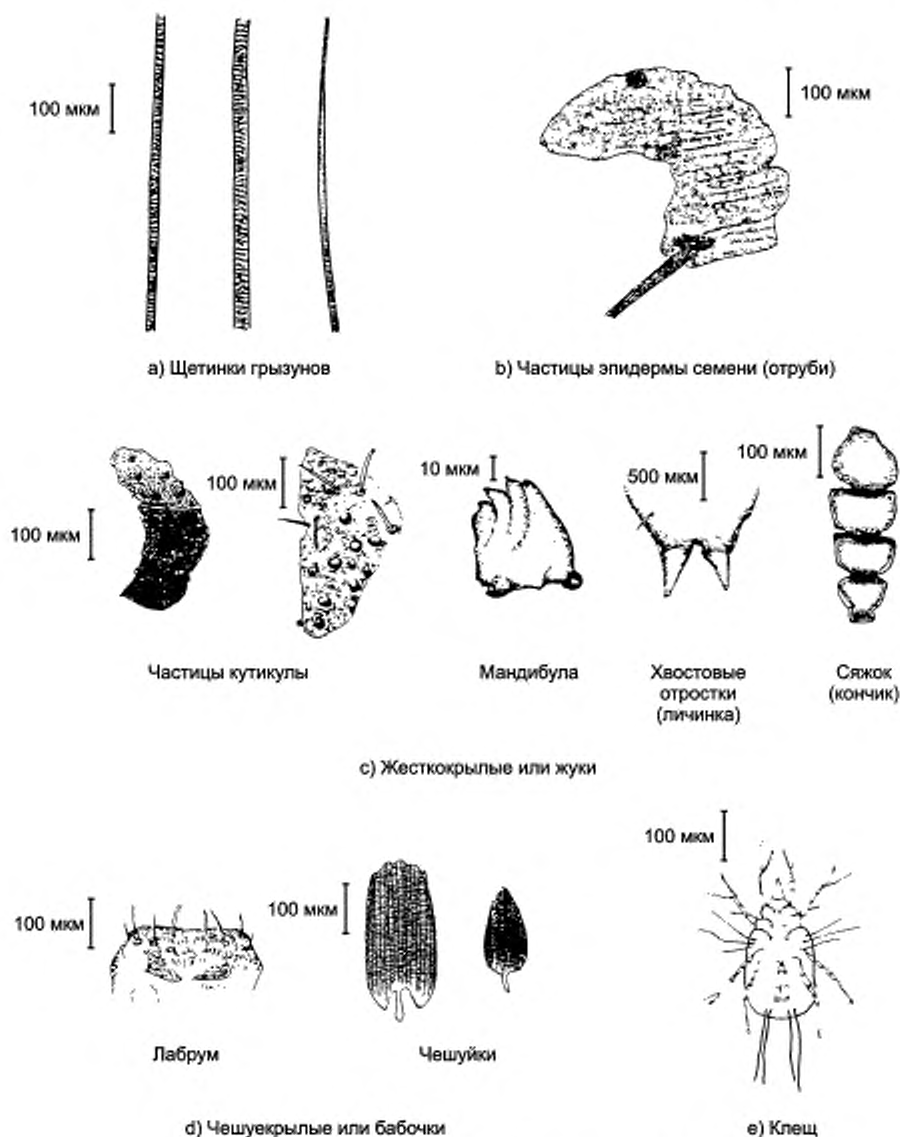 100 мкм
100 мкм
a) Щетинки грызунов
b) Частицы эпидермы семени (отруби)
100 мкм
100 мкм
10 мкм
500 мкм
100 мкм
Частицы кутикулы
Мандибула
Хвостовые
отростки
(личинка)
Сяжок
(кончик)
c) Жесткокрылые или жуки
100 мкм
100 мкм
100 мкм
Лабрум
Чешуйки
d) Чешуекрылые или бабочки
e) Клещ